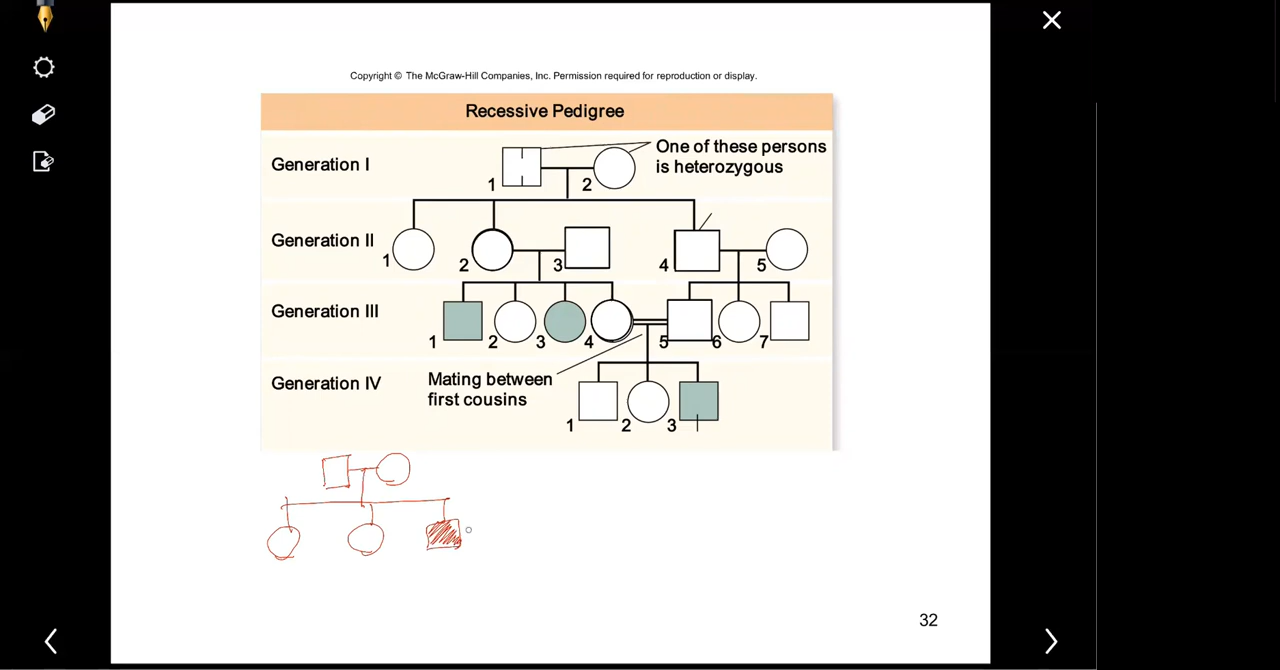 Copyright © The McGraw-Hill Companies, Inc. Permission required for reproduction or display.
Recessive Pedigree
Generation I
1
2
One of these persons
is heterozygous
Generation II
1
2
3
4
5
Generation III
1
2
3
4
5
6
7
Generation IV
Mating between
first cousins
1
2
3
32